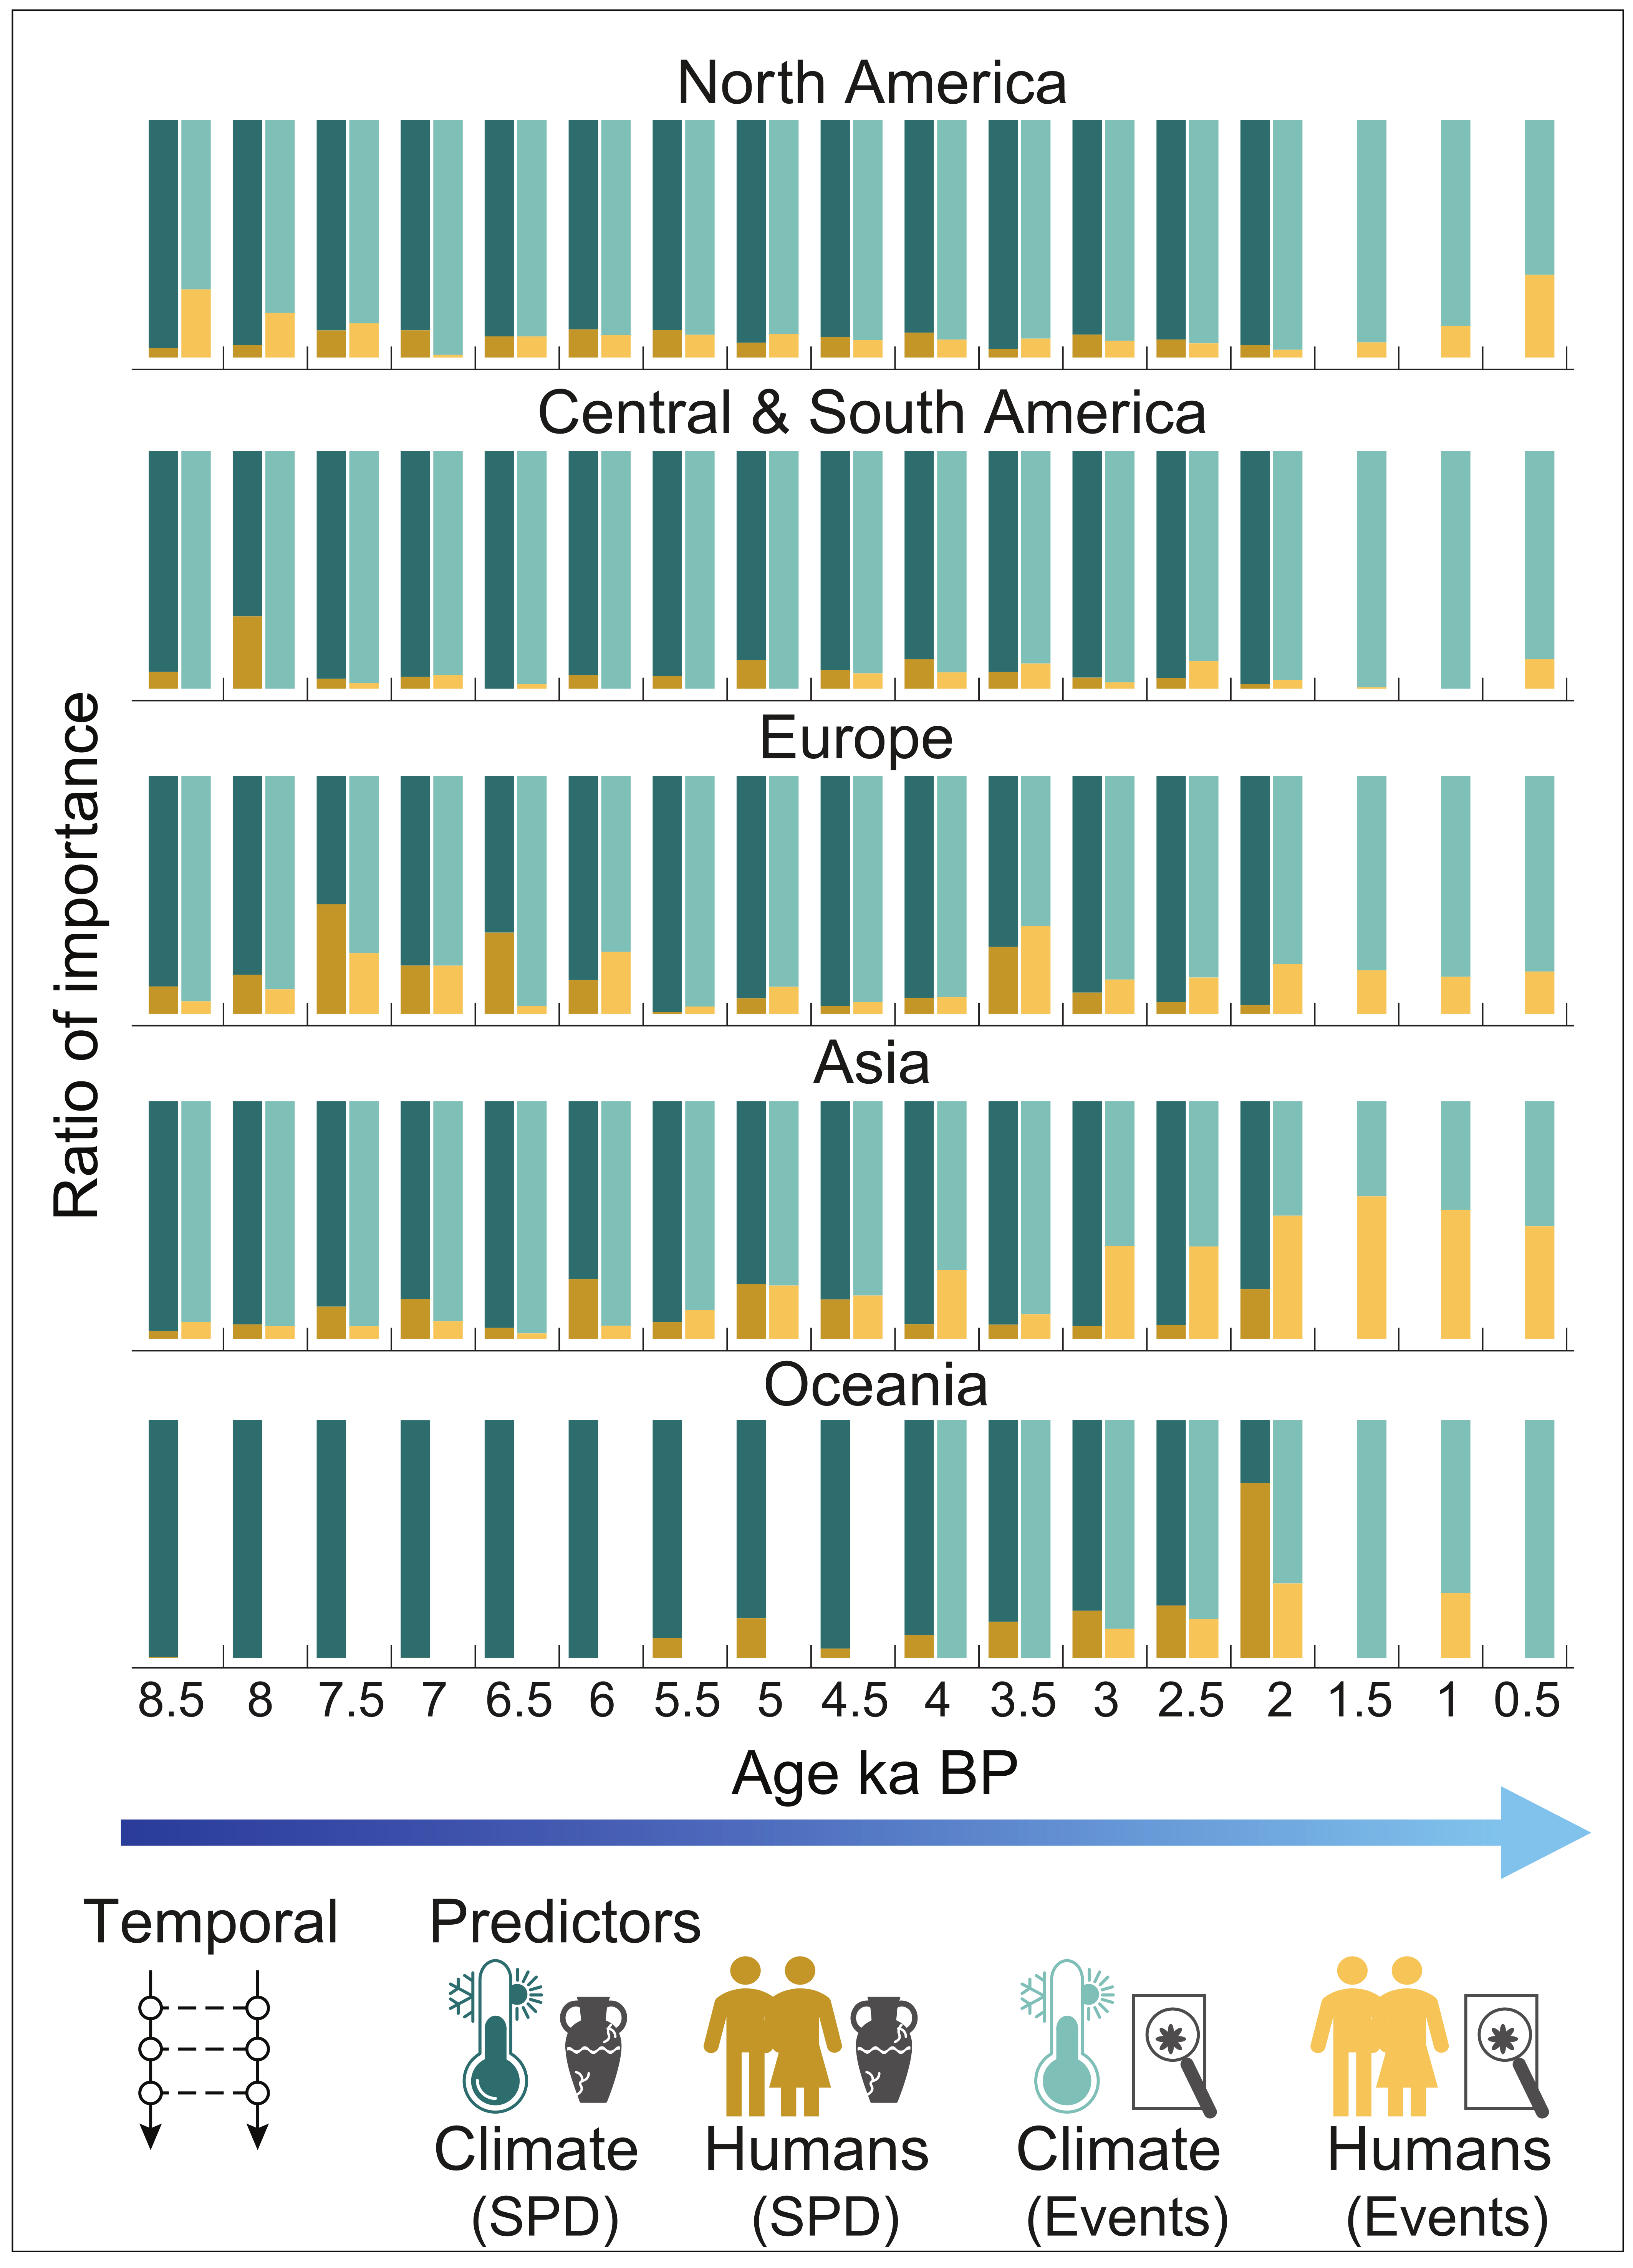 North America
Central & South America
Europe
Asia
Oceania
Ratio of importance
8.5 8 7.5 7 6.5 6 5.5 5 4.5 4 3.5 3 2.5 2 1.5 1 0.5
Age ka BP
Temporal
Predictors
Climate (SPD)
Humans (SPD)
Climate (Events)
Humans (Events)